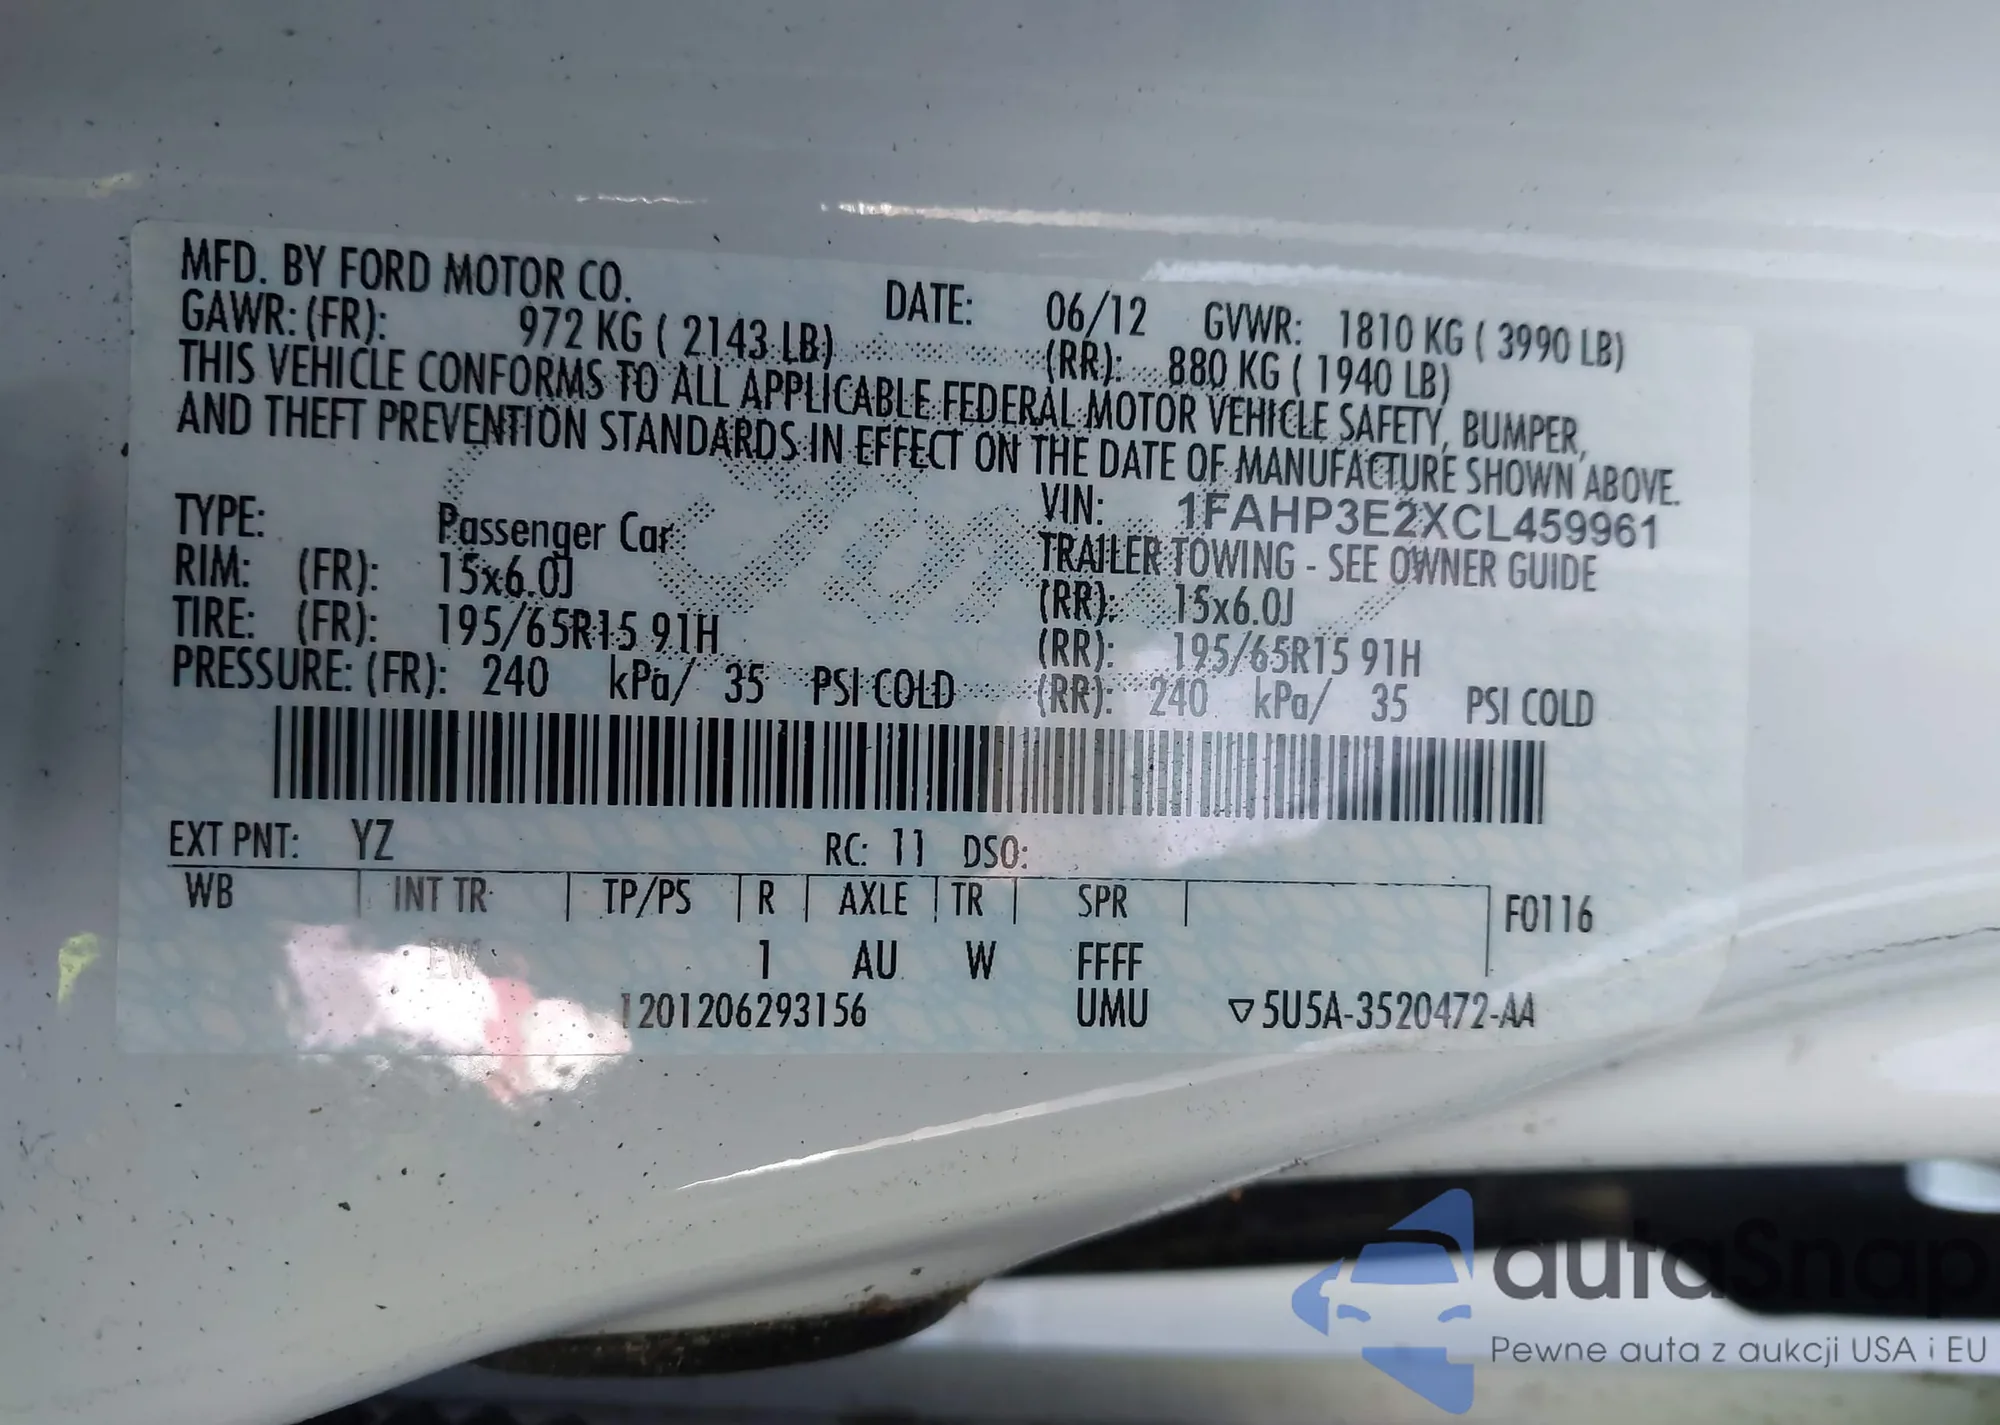 MFD. BY FORD MOTOR CO. DATE: 06/12 GVWR: 1810 KG ( 3990 LB)
GAWR: (FR): 972 KG ( 2143 LB) (RR): 880 KG ( 1940 LB)
THIS VEHICLE CONFORMS TO ALL APPLICABLE FEDERAL MOTOR VEHICLE SAFETY, BUMPER,
AND THEFT PREVENTION STANDARDS IN EFFECT ON THE DATE OF MANUFACTURE SHOWN ABOVE.
VIN: 1FAHP3E2XCL459961
TYPE: Passenger Car TRAILER TOWING - SEE OWNER GUIDE
RIM: (FR): 15x6.0J (RR): 15x6.0J
TIRE: (FR): 195/65R15 91H (RR): 195/65R15 91H
PRESSURE: (FR): 240 kPa/ 35 PSI COLD (RR): 240 kPa/ 35 PSI COLD
EXT PNT: YZ RC: 11 DSO:
WB INT TR TP/PS R AXLE TR SPR F0116
EW 1 AU W FFFF
1201206293156 UMU ▽5U5A-3520472-AA
autaSnap
Pewne auta z aukcji USA i EU